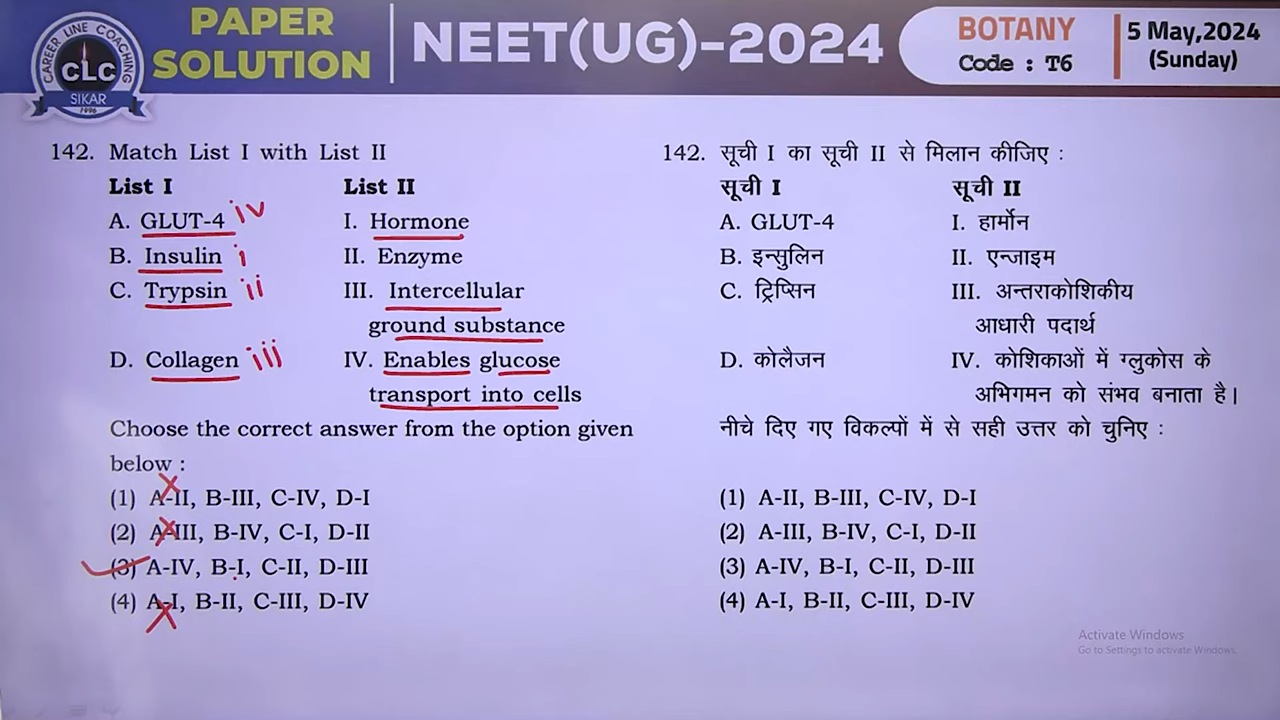 CAREER LINE COACHING
CLC
SIKAR
1996
PAPER
SOLUTION
NEET(UG)-2024
BOTANY
Code : T6
5 May,2024
(Sunday)
142. Match List I with List II
List I List II
A. GLUT-4 iv I. Hormone
B. Insulin i II. Enzyme
C. Trypsin ii III. Intercellular
ground substance
D. Collagen iii IV. Enables glucose
transport into cells
Choose the correct answer from the option given
below :
(1) A-II, B-III, C-IV, D-I
(2) A-III, B-IV, C-I, D-II
(3) A-IV, B-I, C-II, D-III
(4) A-I, B-II, C-III, D-IV
142. सूची I का सूची II से मिलान कीजिए :
सूची I सूची II
A. GLUT-4 I. हार्मोन
B. इन्सुलिन II. एन्जाइम
C. ट्रिप्सिन III. अन्तराकोशिकीय
आधारी पदार्थ
D. कोलैजन IV. कोशिकाओं में ग्लुकोस के
अभिगमन को संभव बनाता है।
नीचे दिए गए विकल्पों में से सही उत्तर को चुनिए :
(1) A-II, B-III, C-IV, D-I
(2) A-III, B-IV, C-I, D-II
(3) A-IV, B-I, C-II, D-III
(4) A-I, B-II, C-III, D-IV
Activate Windows
Go to Settings to activate Windows.